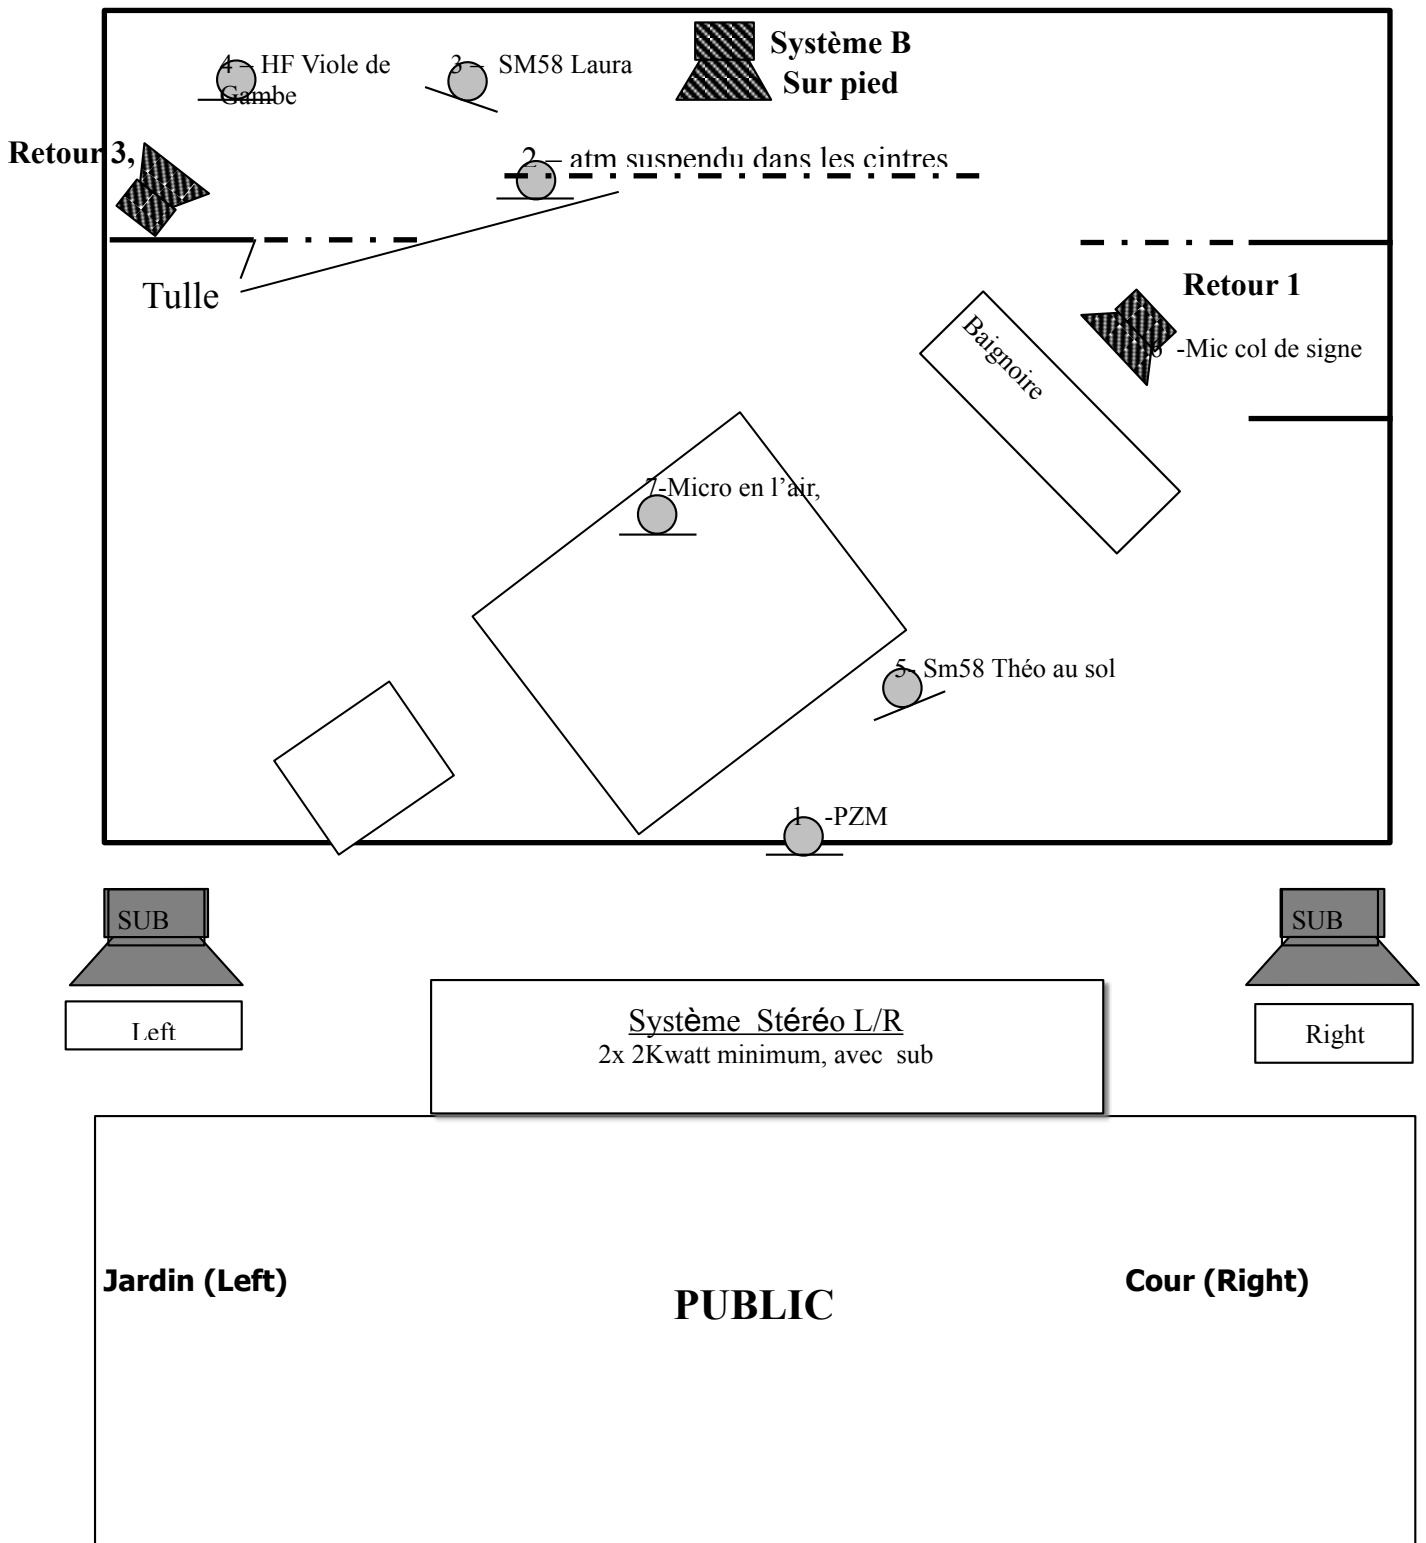 Système B
Sur pied
4 – HF Viole de
Gambe
3 – SM58 Laura
Retour 3,
2 – atm suspendu dans les cintres
Tulle
Retour 1
6 -Mic col de signe
Baignoire
7-Micro en l’air,
5- Sm58 Théo au sol
1 -PZM
SUB
SUB
Left
Système Stéréo L/R
2x 2Kwatt minimum, avec sub
Right
Jardin (Left)
Cour (Right)
PUBLIC